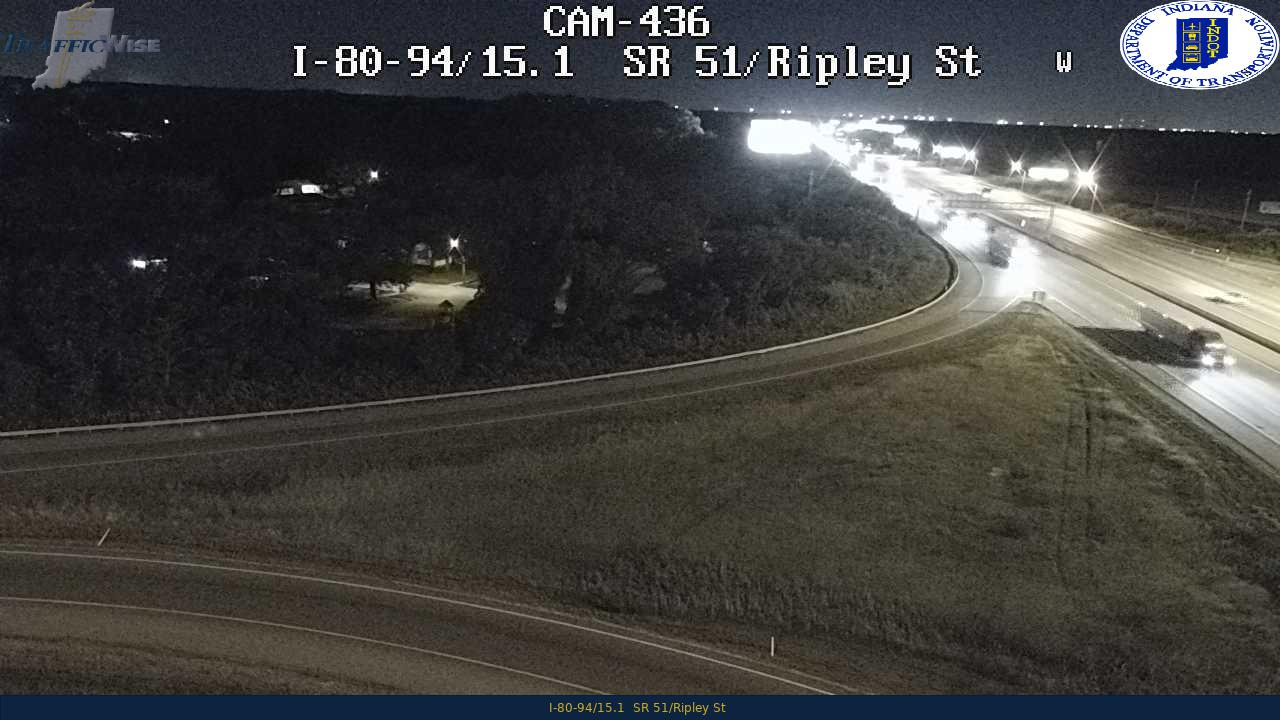 CAM-436
I-80-94/15.1 SR 51/Ripley St W
TRAFFICWISE
INDIANA
DEPARTMENT OF TRANSPORTATION
INDOT
I-80-94/15.1 SR 51/Ripley St